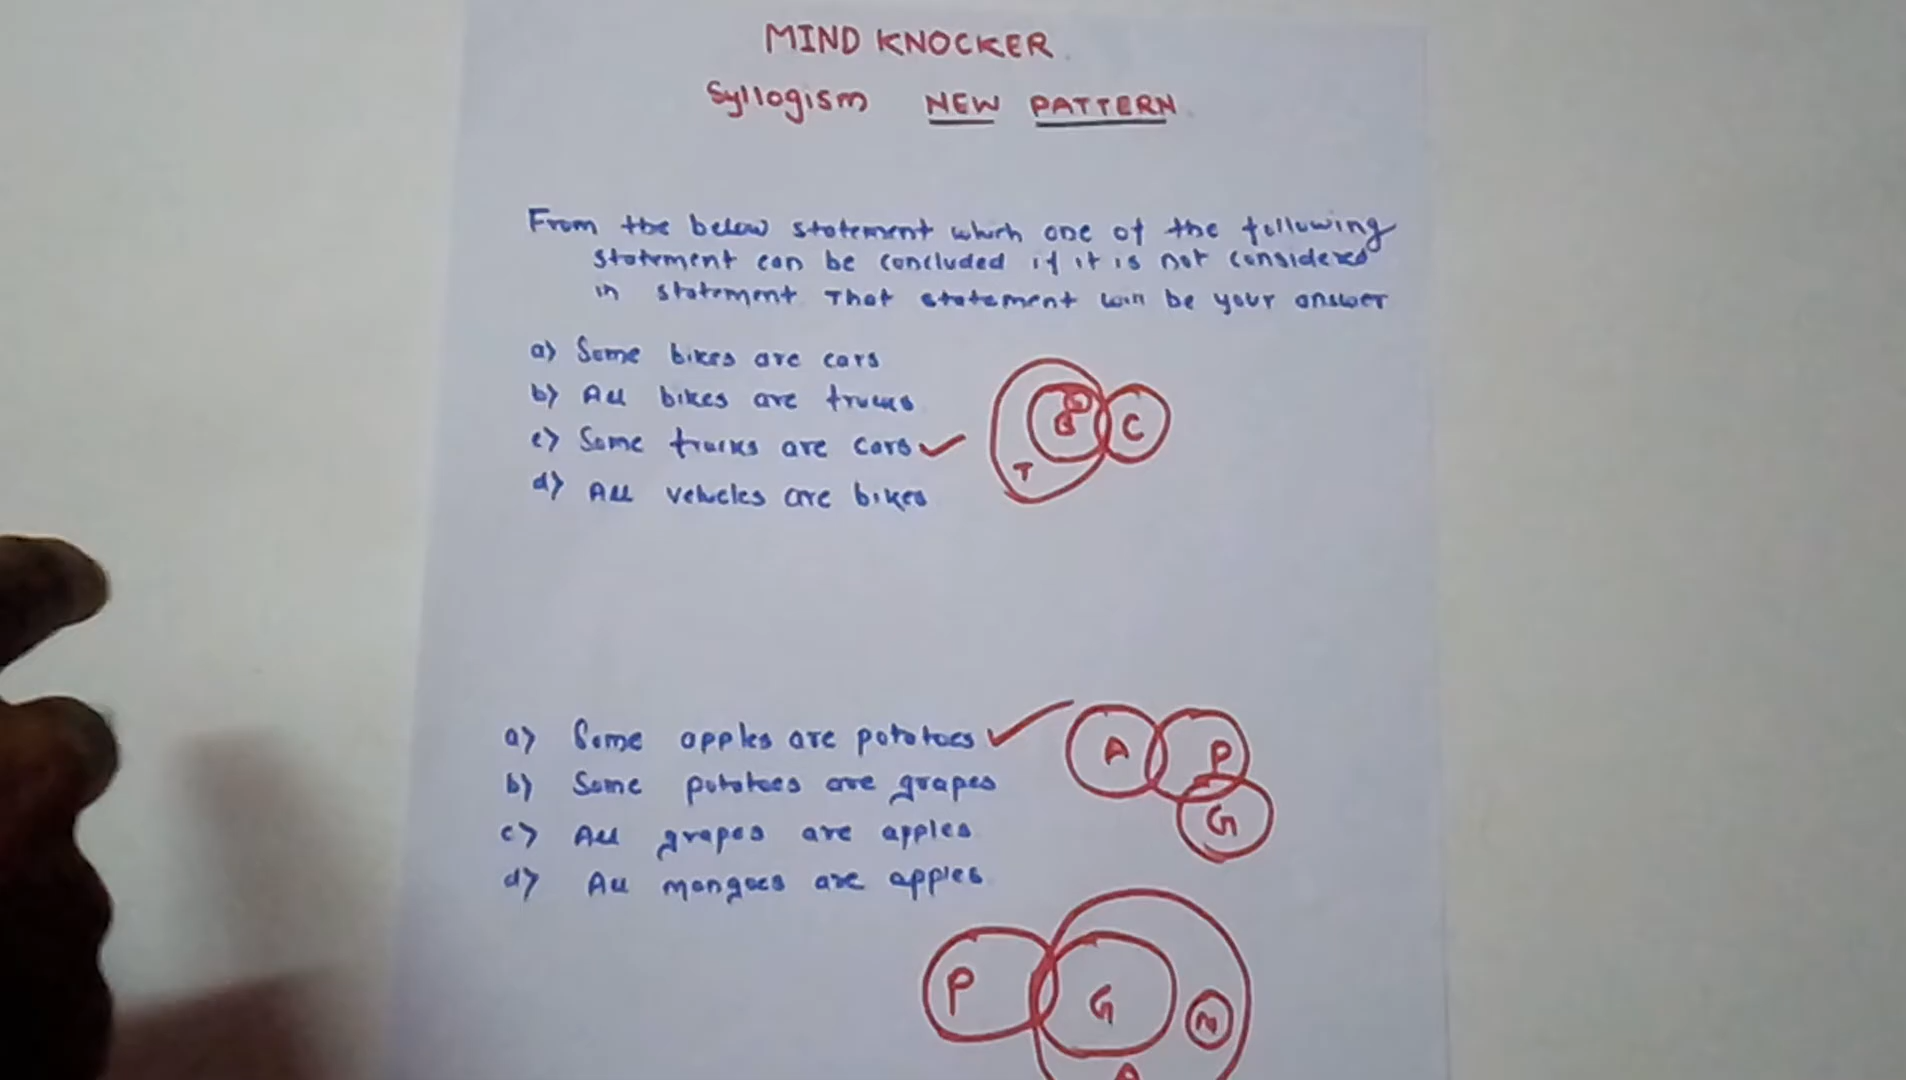 MIND KNOCKER
Syllogism NEW PATTERN
From the below statement which one of the following
statement can be concluded if it is not considered
in statement That statement will be your answer
a) Some bikes are cars
b) All bikes are trucks
c) Some trucks are cars
d) All vehicles are bikes
B C
T
a) Some apples are potatoes
b) Some potatoes are grapes
c) All grapes are apples
d) All mangoes are apples
A P
G
P G M
A